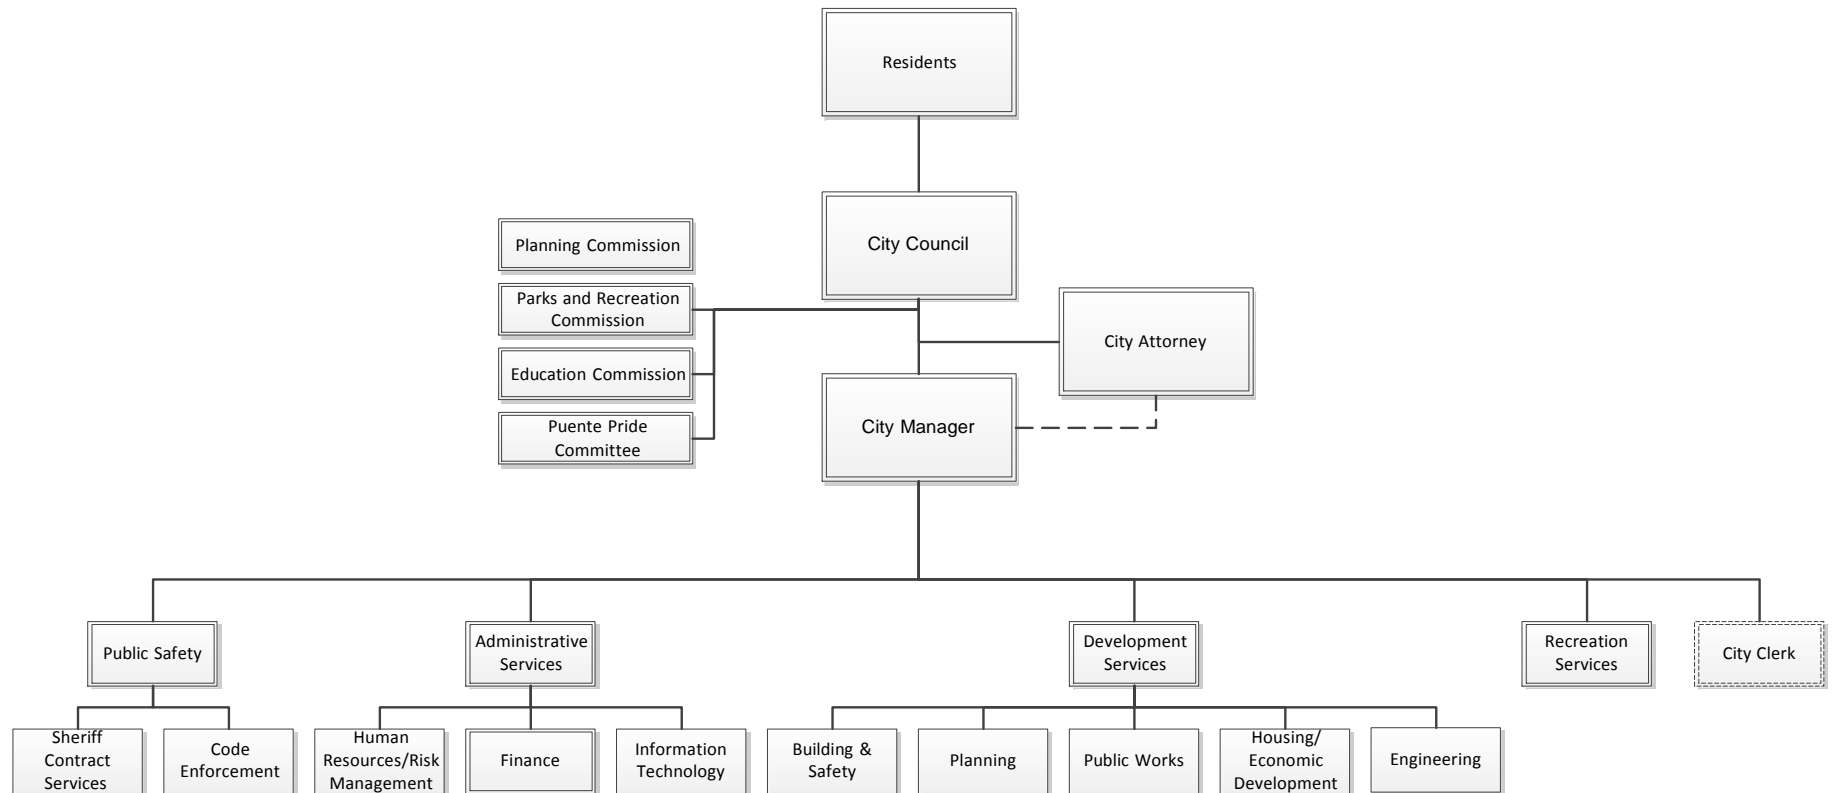 Residents
City Council
Planning Commission
Parks and Recreation
Commission
Education Commission
Puente Pride
Committee
City Attorney
City Manager
Public Safety
Administrative
Services
Development
Services
Recreation
Services
City Clerk
Sheriff
Contract
Services
Code
Enforcement
Human
Resources/Risk
Management
Finance
Information
Technology
Building &
Safety
Planning
Public Works
Housing/
Economic
Development
Engineering